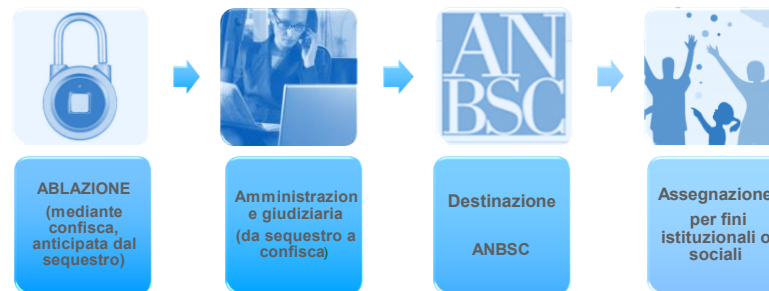 AN
BSC
ABLAZIONE
(mediante
confisca,
anticipata dal
sequestro)
Amministrazion
e giudiziaria
(da sequestro a
confisca)
Destinazione
ANBSC
Assegnazione
per fini
istituzionali o
sociali